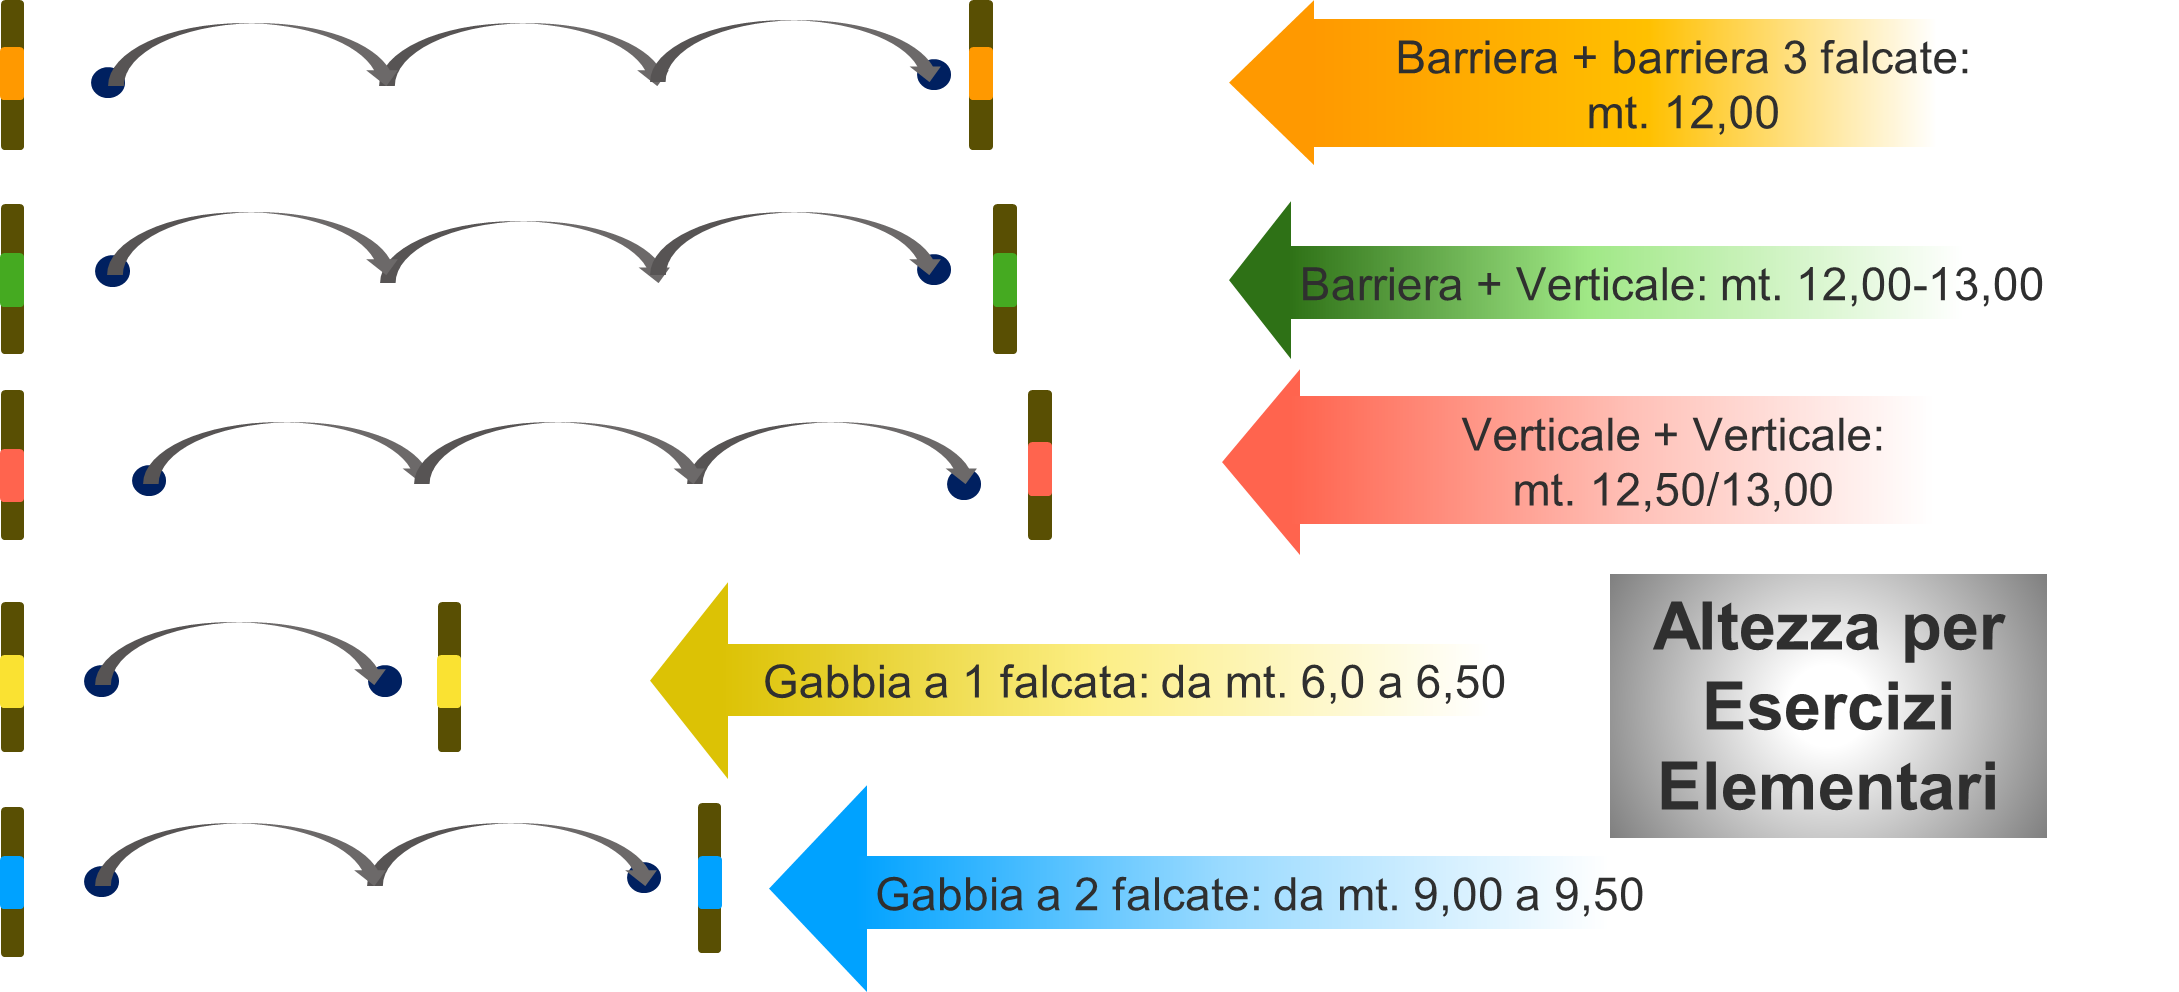 Barriera + barriera 3 falcate:
mt. 12,00
Barriera + Verticale: mt. 12,00-13,00
Verticale + Verticale:
mt. 12,50/13,00
Gabbia a 1 falcata: da mt. 6,0 a 6,50
Altezza per
Esercizi
Elementari
Gabbia a 2 falcate: da mt. 9,00 a 9,50